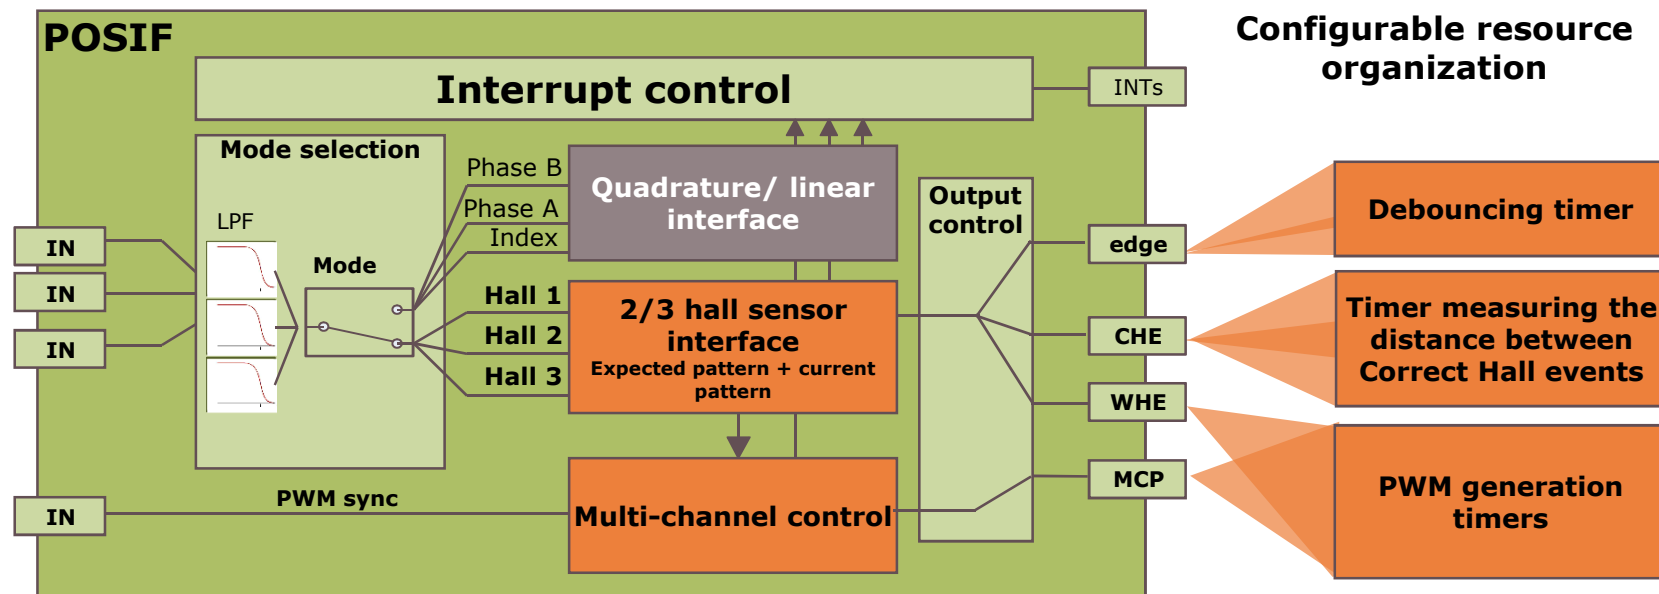 POSIF
Configurable resource
organization
Interrupt control
INTs
Mode selection
Phase B
Phase A
Index
Quadrature/ linear
interface
Output
control
LPF
Mode
IN
IN
IN
Hall 1
Hall 2
Hall 3
2/3 hall sensor
interface
Expected pattern + current
pattern
edge
CHE
WHE
MCP
Debouncing timer
Timer measuring the
distance between
Correct Hall events
PWM generation
timers
IN
PWM sync
Multi-channel control